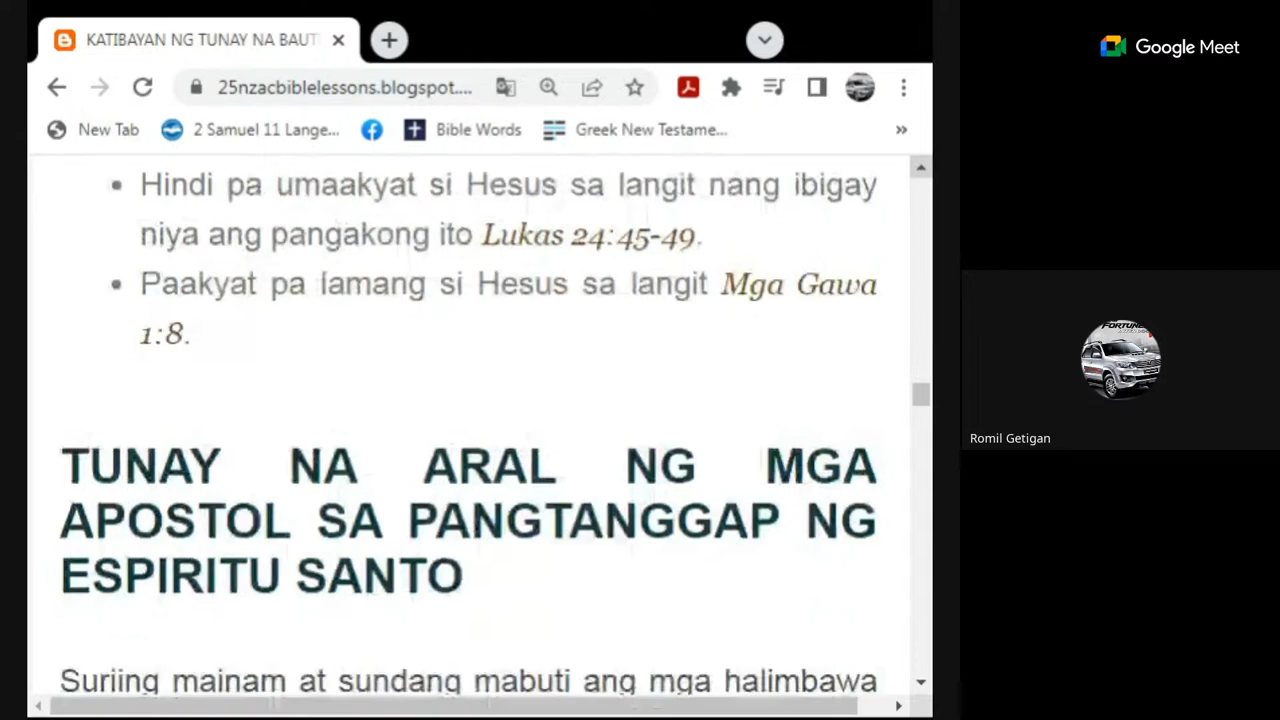 KATIBAYAN NG TUNAY NA BAUT
Google Meet
25nzacbiblelessons.blogspot....
New Tab
2 Samuel 11 Lange...
Bible Words
Greek New Testame...
»
• Hindi pa umaakyat si Hesus sa langit nang ibigay
niya ang pangakong ito Lukas 24:45-49.
• Paakyat pa lamang si Hesus sa langit Mga Gawa
1:8.
FORTUNER
Romil Getigan
TUNAY NA ARAL NG MGA
APOSTOL SA PANGTANGGAP NG
ESPIRITU SANTO
Suriing mainam at sundang mabuti ang mga halimbawa